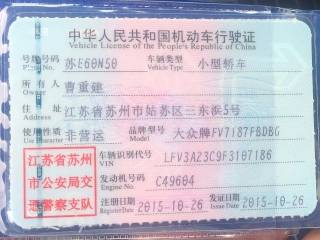 中华人民共和国机动车行驶证
Vehicle License of the People's Republic of China
号牌号码 苏E60N50 车辆类型 小型轿车
Plate No. Vehicle Type
所有人 曹重建
Owner
住址 江苏省苏州市姑苏区三东浜5号
Address
使用性质 非营运 品牌型号 大众牌FV7187FBDBG
Use Character Model
车辆识别代号 LFV3A23C9F3107186
VIN
江苏省苏州
市公安局交
通警察支队
发动机号码 C49604
Engine No.
注册日期 2015-10-26 发证日期 2015-10-26
Register Date Issue Date